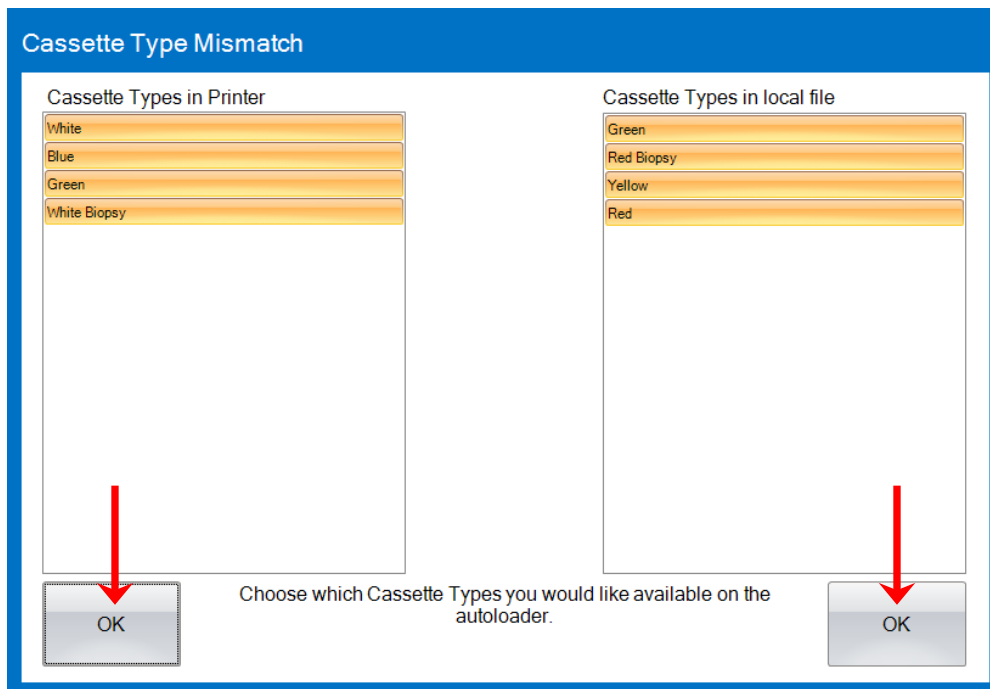 Cassette Type Mismatch
Cassette Types in Printer
White
Blue
Green
White Biopsy
Cassette Types in local file
Green
Red Biopsy
Yellow
Red
OK
Choose which Cassette Types you would like available on the
autoloader.
OK